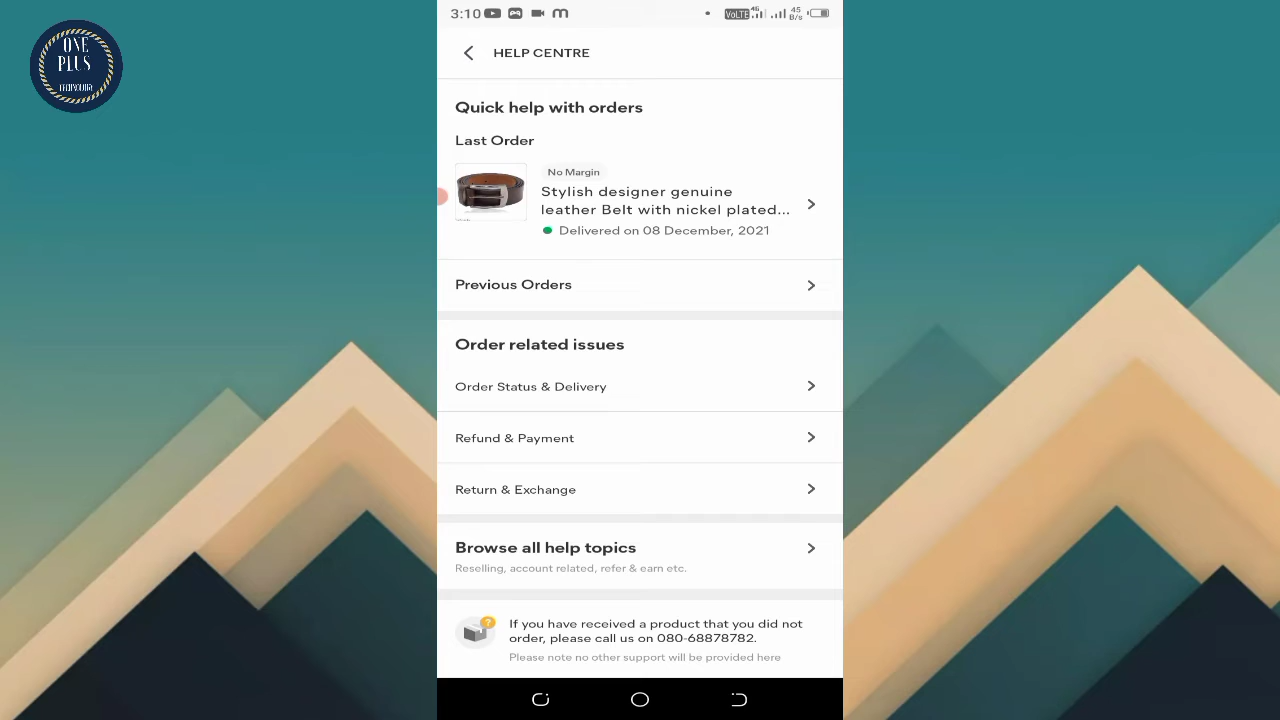 ONE
PLUS
3:10
VoLTE 4G
45
B/s
HELP CENTRE
Quick help with orders
Last Order
No Margin
Stylish designer genuine
leather Belt with nickel plated...
Delivered on 08 December, 2021
Previous Orders
Order related issues
Order Status & Delivery
Refund & Payment
Return & Exchange
Browse all help topics
Reselling, account related, refer & earn etc.
?
If you have received a product that you did not
order, please call us on 080-68878782.
Please note no other support will be provided here